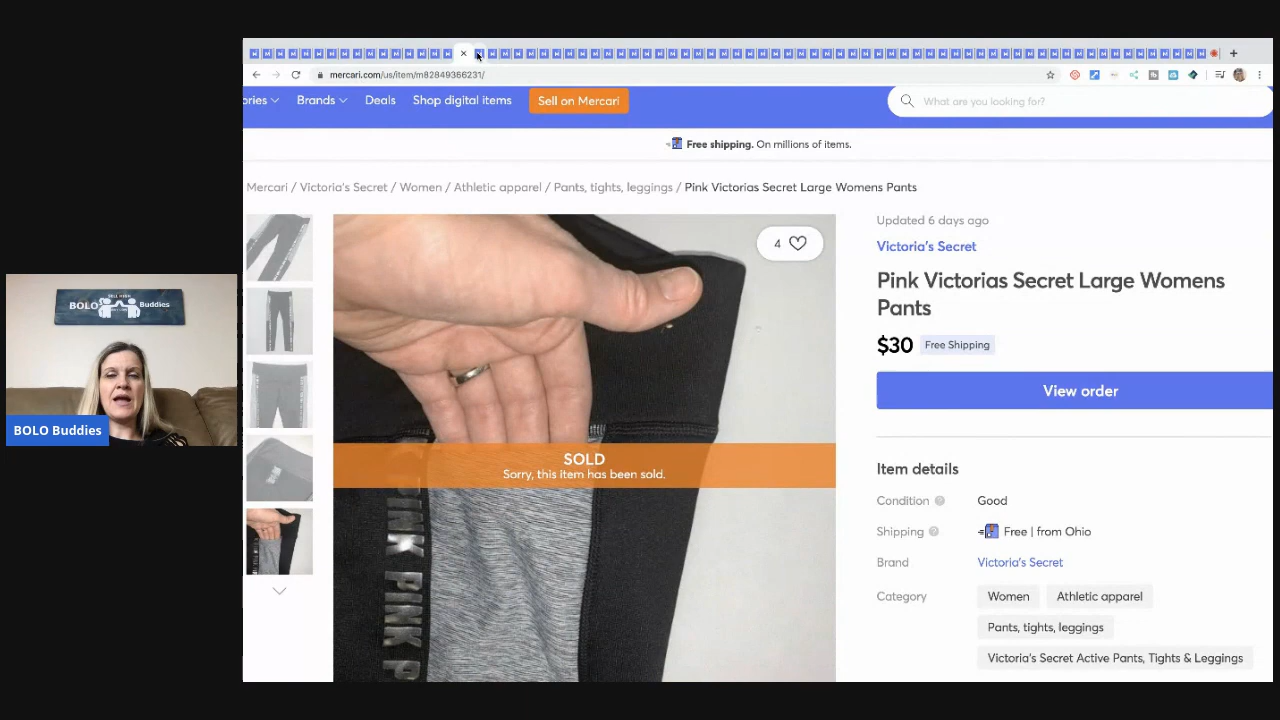 mercari.com/us/item/m82849366231/
ories
Brands
Deals
Shop digital items
Sell on Mercari
What are you looking for?
Free shipping. On millions of items.
Mercari / Victoria's Secret / Women / Athletic apparel / Pants, tights, leggings / Pink Victorias Secret Large Womens Pants
4
Updated 6 days ago
Victoria's Secret
Pink Victorias Secret Large Womens
Pants
$30 Free Shipping
View order
SOLD
Sorry, this item has been sold.
Item details
Condition Good
Shipping Free | from Ohio
Brand Victoria's Secret
Category Women Athletic apparel
Pants, tights, leggings
Victoria's Secret Active Pants, Tights & Leggings
PINK PINK P
BOLO Buddies
BOLO Buddies